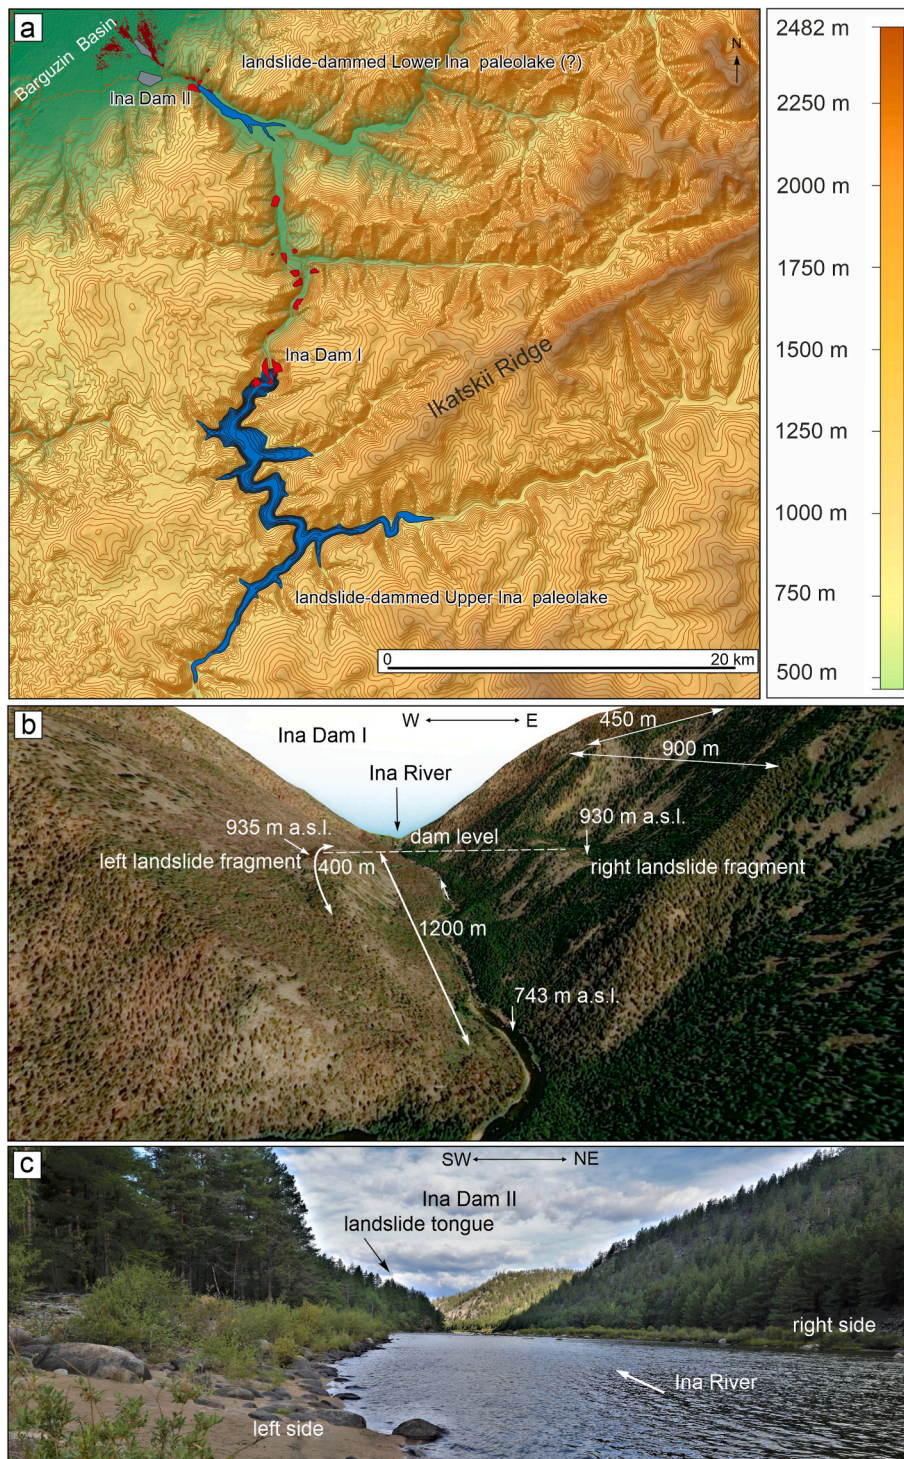 a
Barguzin Basin
Ina Dam II
landslide-dammed Lower Ina paleolake (?)
N
Ina Dam I
Ikatskii Ridge
landslide-dammed Upper Ina paleolake
0
20 km
2482 m
2250 m
2000 m
1750 m
1500 m
1250 m
1000 m
750 m
500 m
b
W
E
Ina Dam I
Ina River
450 m
900 m
935 m a.s.l.
dam level
930 m a.s.l.
left landslide fragment
400 m
right landslide fragment
1200 m
743 m a.s.l.
c
SW
NE
Ina Dam II
landslide tongue
right side
Ina River
left side